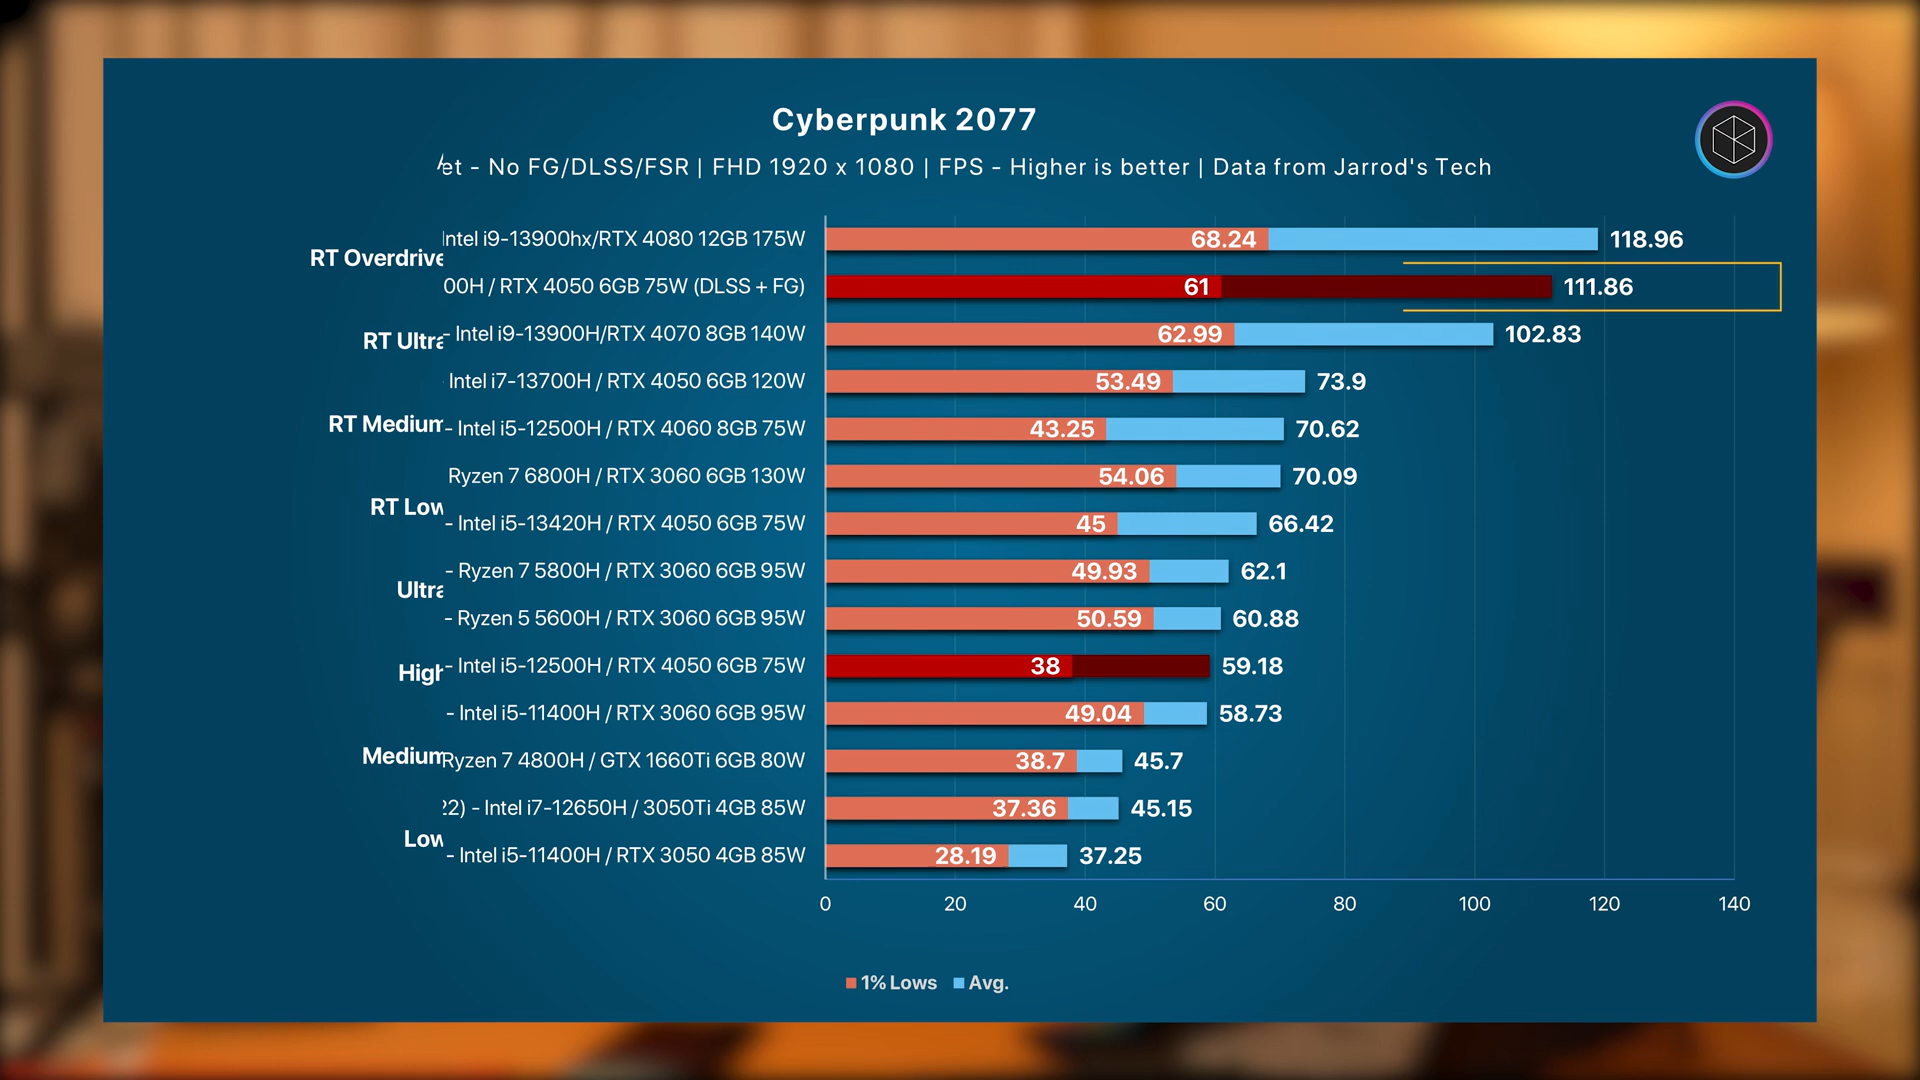 Cyberpunk 2077
et - No FG/DLSS/FSR | FHD 1920 x 1080 | FPS - Higher is better | Data from Jarrod's Tech
Intel i9-13900hx/RTX 4080 12GB 175W 68.24 118.96
RT Overdrive
00H / RTX 4050 6GB 75W (DLSS + FG) 61 111.86
- Intel i9-13900H/RTX 4070 8GB 140W 62.99 102.83
RT Ultra
Intel i7-13700H / RTX 4050 6GB 120W 53.49 73.9
RT Medium
- Intel i5-12500H / RTX 4060 8GB 75W 43.25 70.62
Ryzen 7 6800H / RTX 3060 6GB 130W 54.06 70.09
RT Low
- Intel i5-13420H / RTX 4050 6GB 75W 45 66.42
- Ryzen 7 5800H / RTX 3060 6GB 95W 49.93 62.1
Ultra
- Ryzen 5 5600H / RTX 3060 6GB 95W 50.59 60.88
- Intel i5-12500H / RTX 4050 6GB 75W 38 59.18
High
- Intel i5-11400H / RTX 3060 6GB 95W 49.04 58.73
Medium
Ryzen 7 4800H / GTX 1660Ti 6GB 80W 38.7 45.7
22) - Intel i7-12650H / 3050Ti 4GB 85W 37.36 45.15
Low
- Intel i5-11400H / RTX 3050 4GB 85W 28.19 37.25
0 20 40 60 80 100 120 140
1% Lows Avg.